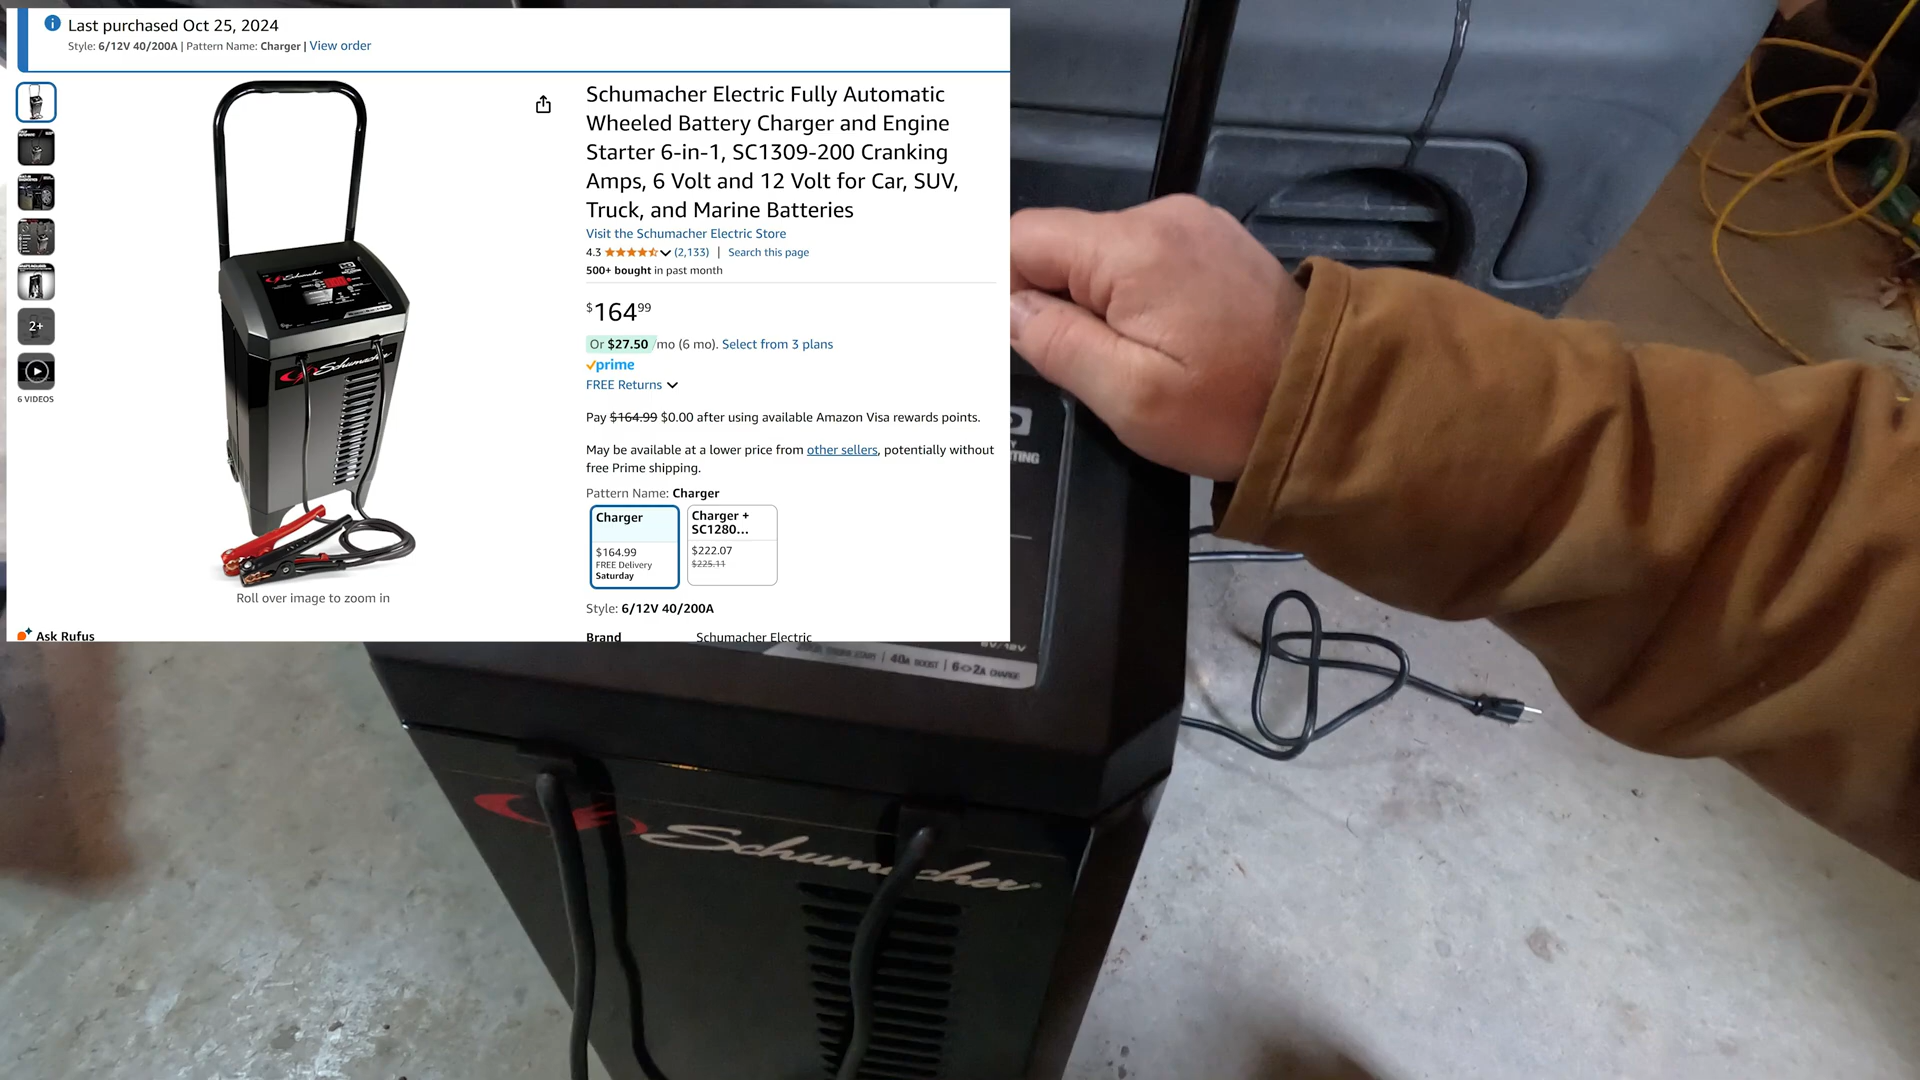 Last purchased Oct 25, 2024
Style: 6/12V 40/200A | Pattern Name: Charger | View order
Schumacher Electric Fully Automatic
Wheeled Battery Charger and Engine
Starter 6-in-1, SC1309-200 Cranking
Amps, 6 Volt and 12 Volt for Car, SUV,
Truck, and Marine Batteries
Visit the Schumacher Electric Store
4.3 (2,133) | Search this page
500+ bought in past month
$164.99
Or $27.50 /mo (6 mo). Select from 3 plans
prime
FREE Returns
Pay $164.99 $0.00 after using available Amazon Visa rewards points.
May be available at a lower price from other sellers, potentially without
free Prime shipping.
Pattern Name: Charger
Charger
$164.99
FREE Delivery
Saturday
Charger +
SC1280...
$222.07
$225.11
Style: 6/12V 40/200A
Brand Schumacher Electric
2+
6 VIDEOS
Schumacher
Schumacher
Roll over image to zoom in
Ask Rufus
TING
6V/12V
40A BOOST | 6<>2A CHARGE
Schumacher